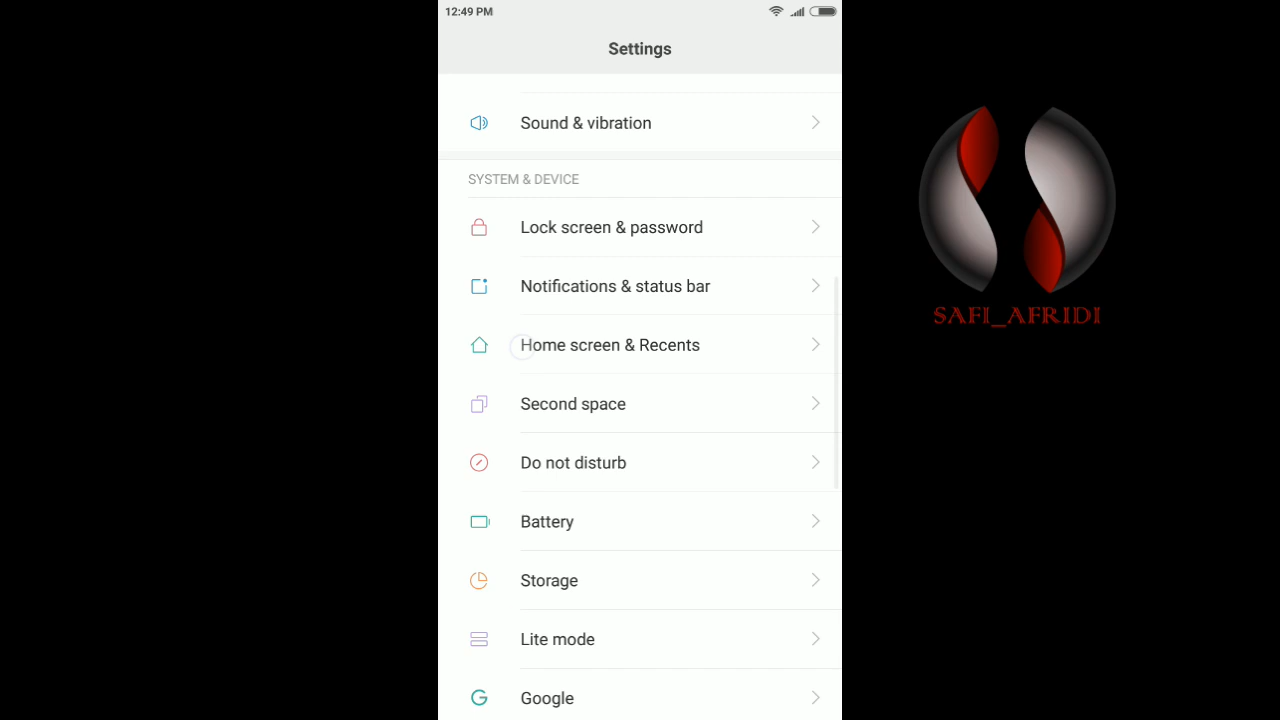 12:49 PM
Settings
Sound & vibration
SYSTEM & DEVICE
Lock screen & password
Notifications & status bar
Home screen & Recents
Second space
Do not disturb
Battery
Storage
Lite mode
Google
SAFI_AFRIDI